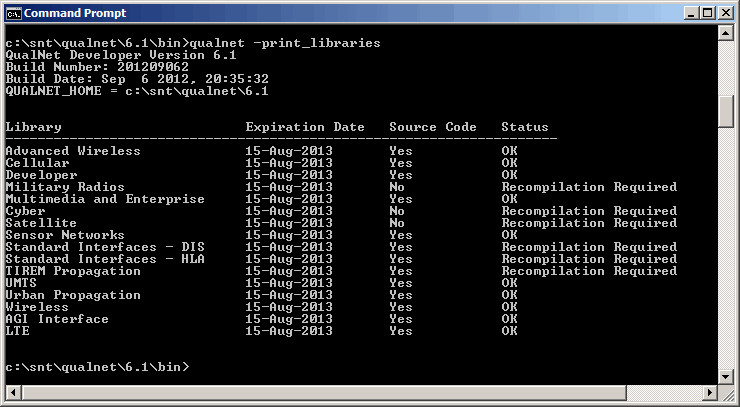 Command Prompt
c:\snt\qualnet\6.1\bin>qualnet -print_libraries
QualNet Developer Version 6.1
Build Number: 201209062
Build Date: Sep  6 2012, 20:35:32
QUALNET_HOME = c:\snt\qualnet\6.1
Library Expiration Date Source Code Status
---------------------------------------------------------------------
Advanced Wireless 15-Aug-2013 Yes OK
Cellular 15-Aug-2013 Yes OK
Developer 15-Aug-2013 Yes OK
Military Radios 15-Aug-2013 No Recompilation Required
Multimedia and Enterprise 15-Aug-2013 Yes OK
Cyber 15-Aug-2013 No Recompilation Required
Satellite 15-Aug-2013 No Recompilation Required
Sensor Networks 15-Aug-2013 Yes OK
Standard Interfaces - DIS 15-Aug-2013 Yes Recompilation Required
Standard Interfaces - HLA 15-Aug-2013 Yes Recompilation Required
TIREM Propagation 15-Aug-2013 Yes Recompilation Required
UMTS 15-Aug-2013 Yes OK
Urban Propagation 15-Aug-2013 Yes OK
Wireless 15-Aug-2013 Yes OK
AGI Interface 15-Aug-2013 Yes OK
LTE 15-Aug-2013 Yes OK
c:\snt\qualnet\6.1\bin>